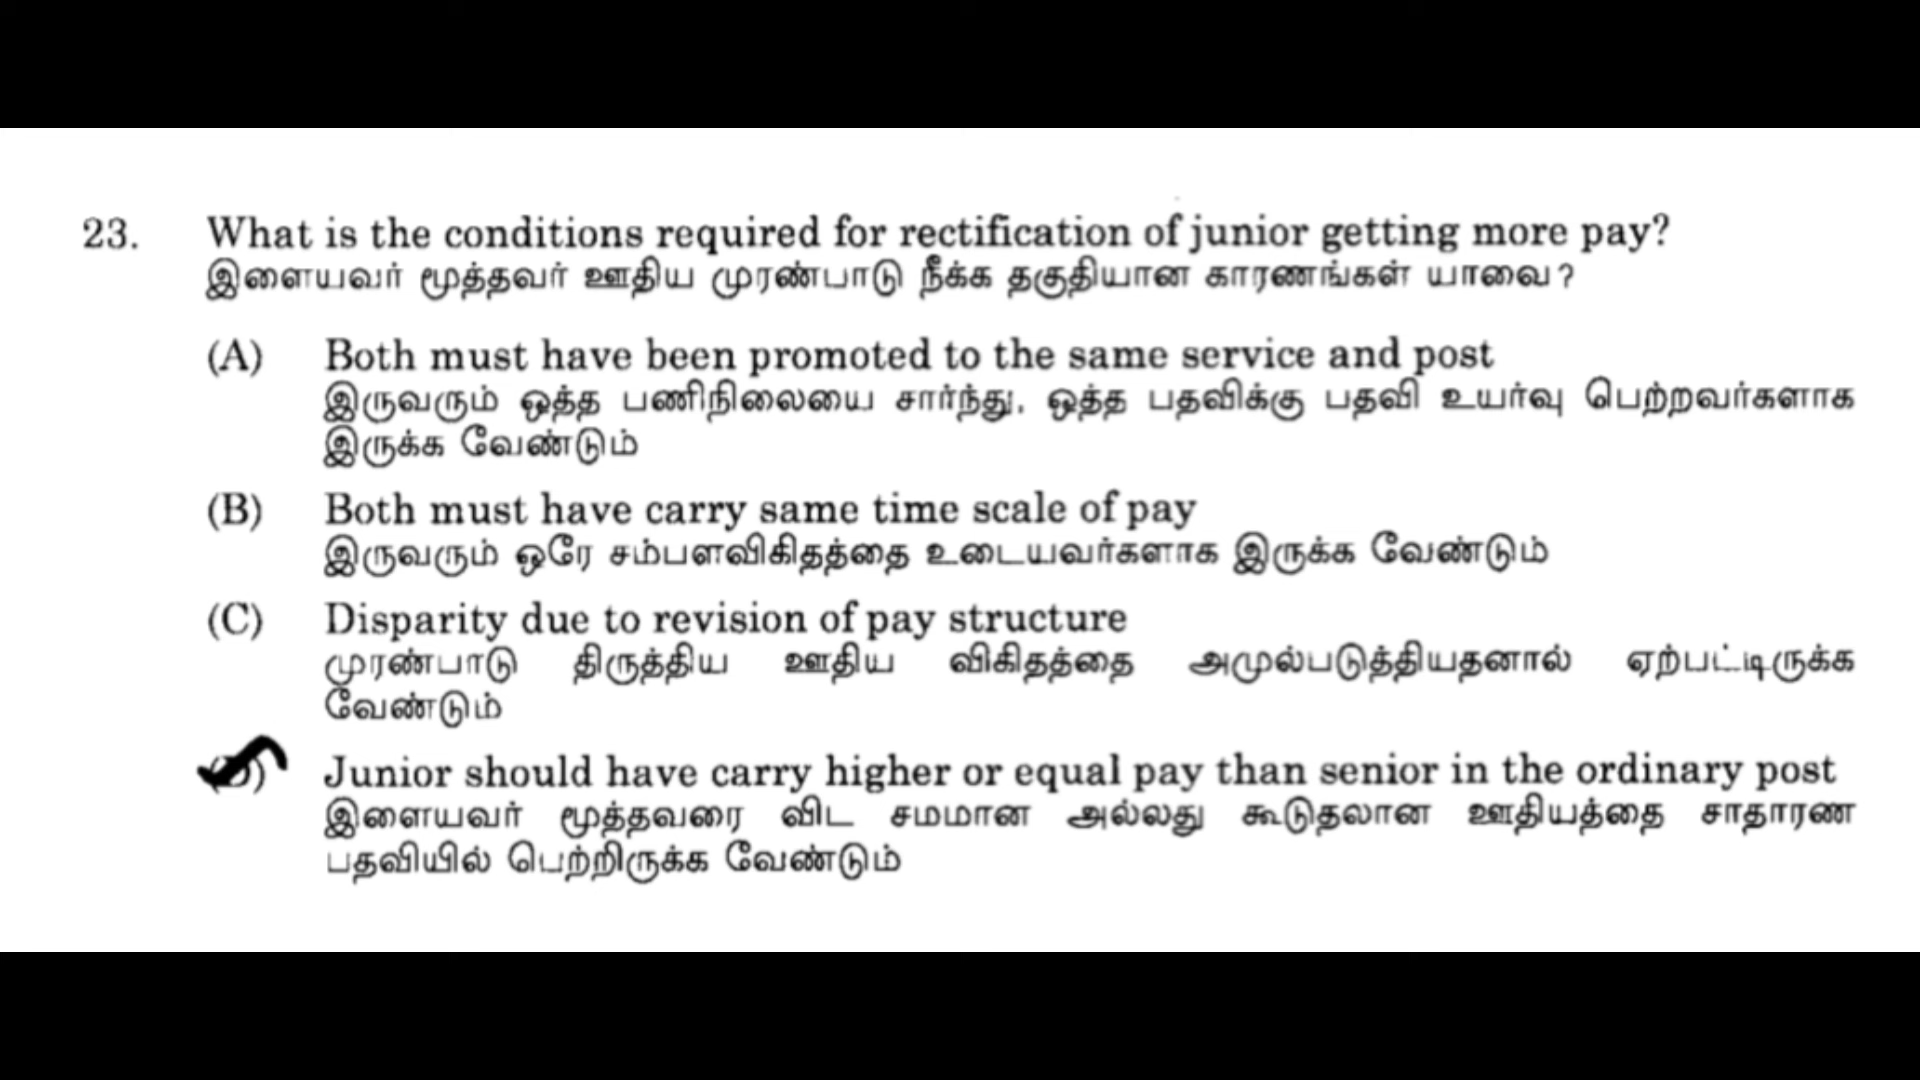 23. What is the conditions required for rectification of junior getting more pay?
இளையவர் மூத்தவர் ஊதிய முரண்பாடு நீக்க தகுதியான காரணங்கள் யாவை?
(A) Both must have been promoted to the same service and post
இருவரும் ஒத்த பணிநிலையை சார்ந்து, ஒத்த பதவிக்கு பதவி உயர்வு பெற்றவர்களாக
இருக்க வேண்டும்
(B) Both must have carry same time scale of pay
இருவரும் ஒரே சம்பளவிகிதத்தை உடையவர்களாக இருக்க வேண்டும்
(C) Disparity due to revision of pay structure
முரண்பாடு திருத்திய ஊதிய விகிதத்தை அமுல்படுத்தியதனால் ஏற்பட்டிருக்க
வேண்டும்
(D) Junior should have carry higher or equal pay than senior in the ordinary post
இளையவர் மூத்தவரை விட சமமான அல்லது கூடுதலான ஊதியத்தை சாதாரண
பதவியில் பெற்றிருக்க வேண்டும்